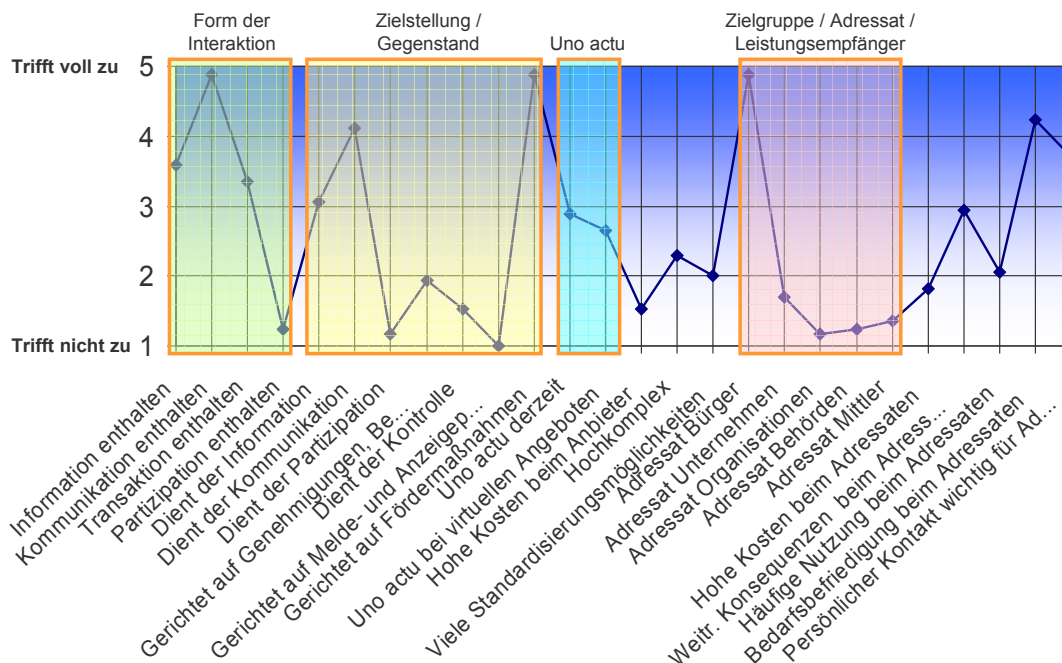 Form der
Interaktion
Zielstellung /
Gegenstand
Uno actu
Zielgruppe / Adressat /
Leistungsempfänger
Trifft voll zu
5
4
3
2
1
Trifft nicht zu
Information enthalten
Kommunikation enthalten
Transaktion enthalten
Partizipation enthalten
Dient der Information
Dient der Kommunikation
Dient der Partizipation
Gerichtet auf Genehmigungen, Be...
Dient der Kontrolle
Gerichtet auf Melde- und Anzeigep...
Gerichtet auf Fördermaßnahmen
Uno actu derzeit
Uno actu bei virtuellen Angeboten
Hohe Kosten beim Anbieter
Hochkomplex
Viele Standardisierungsmöglichkeiten
Adressat Bürger
Adressat Unternehmen
Adressat Organisationen
Adressat Behörden
Adressat Mittler
Hohe Kosten beim Adressaten
Weitr. Konsequenzen beim Adress...
Häufige Nutzung beim Adressaten
Bedarfsbefriedigung beim Adressaten
Persönlicher Kontakt wichtig für Ad...